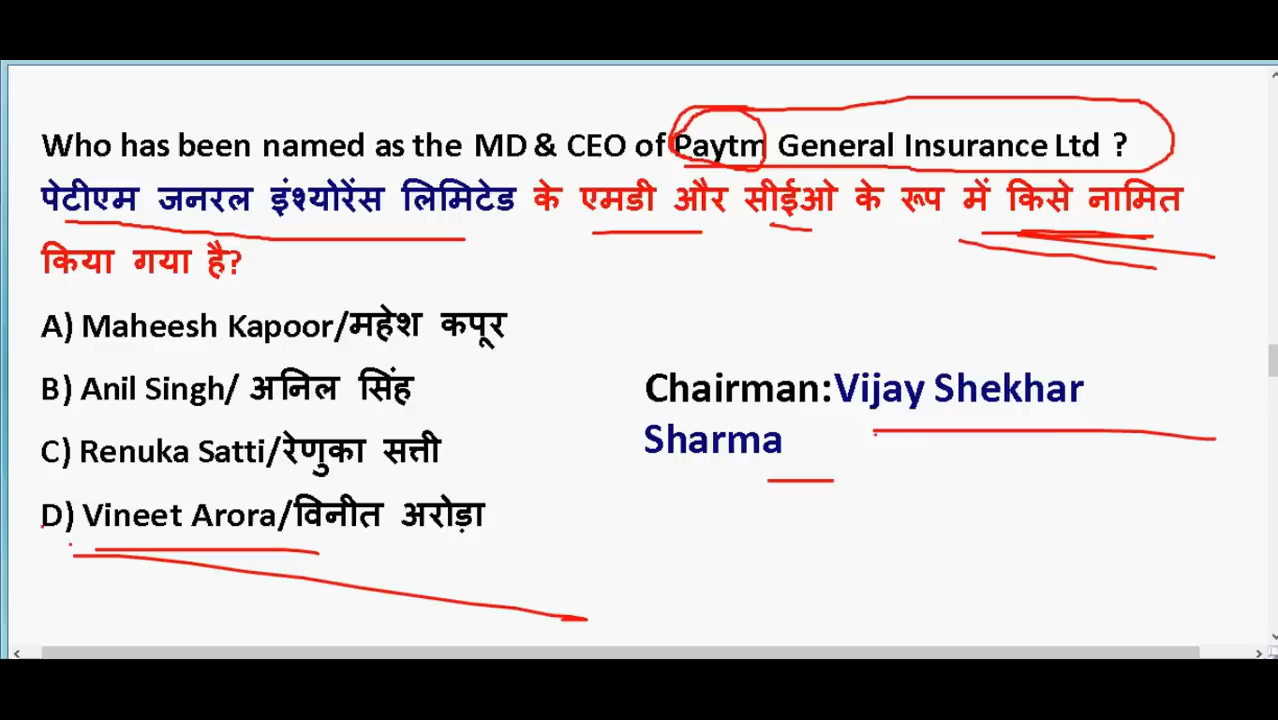 Who has been named as the MD & CEO of Paytm General Insurance Ltd ?
पेटीएम जनरल इंश्योरेंस लिमिटेड के एमडी और सीईओ के रूप में किसे नामित
किया गया है?
A) Maheesh Kapoor/महेश कपूर
B) Anil Singh/ अनिल सिंह
C) Renuka Satti/रेणुका सत्ती
D) Vineet Arora/विनीत अरोड़ा
Chairman:Vijay Shekhar
Sharma